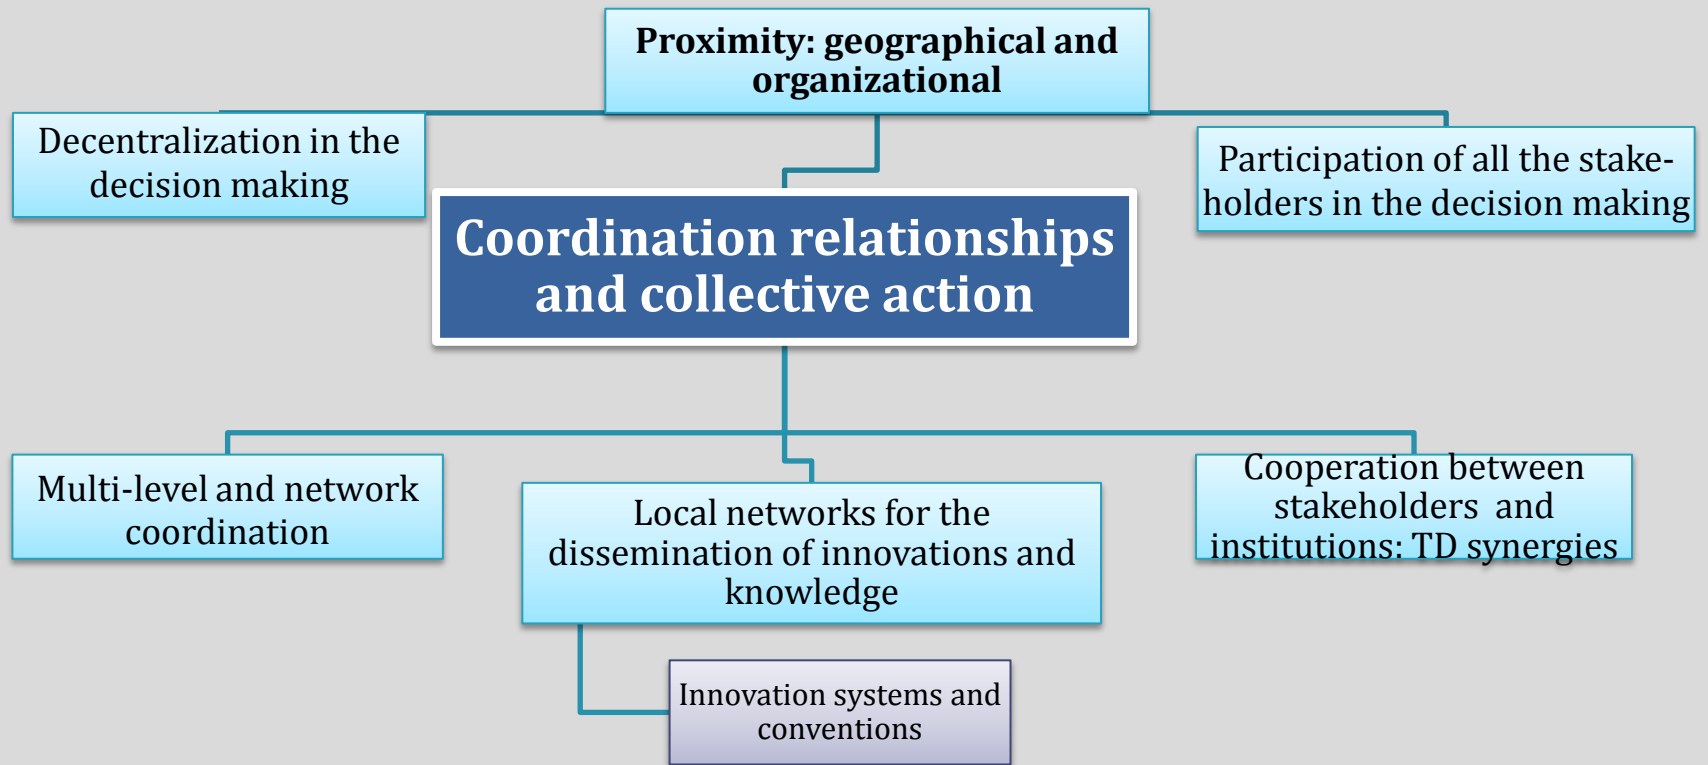 Proximity: geographical and
organizational
Decentralization in the
decision making
Participation of all the stake-
holders in the decision making
Coordination relationships
and collective action
Multi-level and network
coordination
Local networks for the
dissemination of innovations and
knowledge
Cooperation between
stakeholders and
institutions: TD synergies
Innovation systems and
conventions